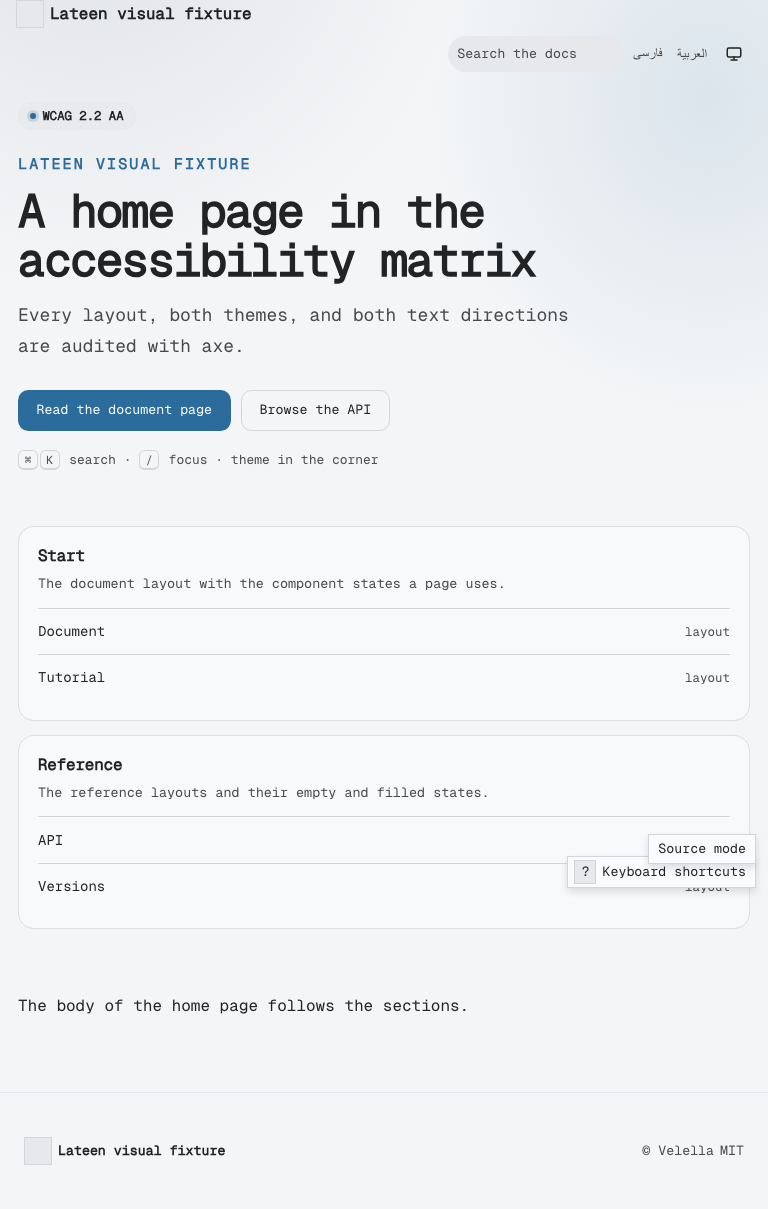 Lateen visual fixture
Search the docs فارسی العربية
WCAG 2.2 AA
LATEEN VISUAL FIXTURE
A home page in the
accessibility matrix
Every layout, both themes, and both text directions
are audited with axe.
Read the document page Browse the API
⌘ K search · / focus · theme in the corner
Start
The document layout with the component states a page uses.
Document layout
Tutorial layout
Reference
The reference layouts and their empty and filled states.
API
Source mode
? Keyboard shortcuts
Versions layout
The body of the home page follows the sections.
Lateen visual fixture © Velella MIT